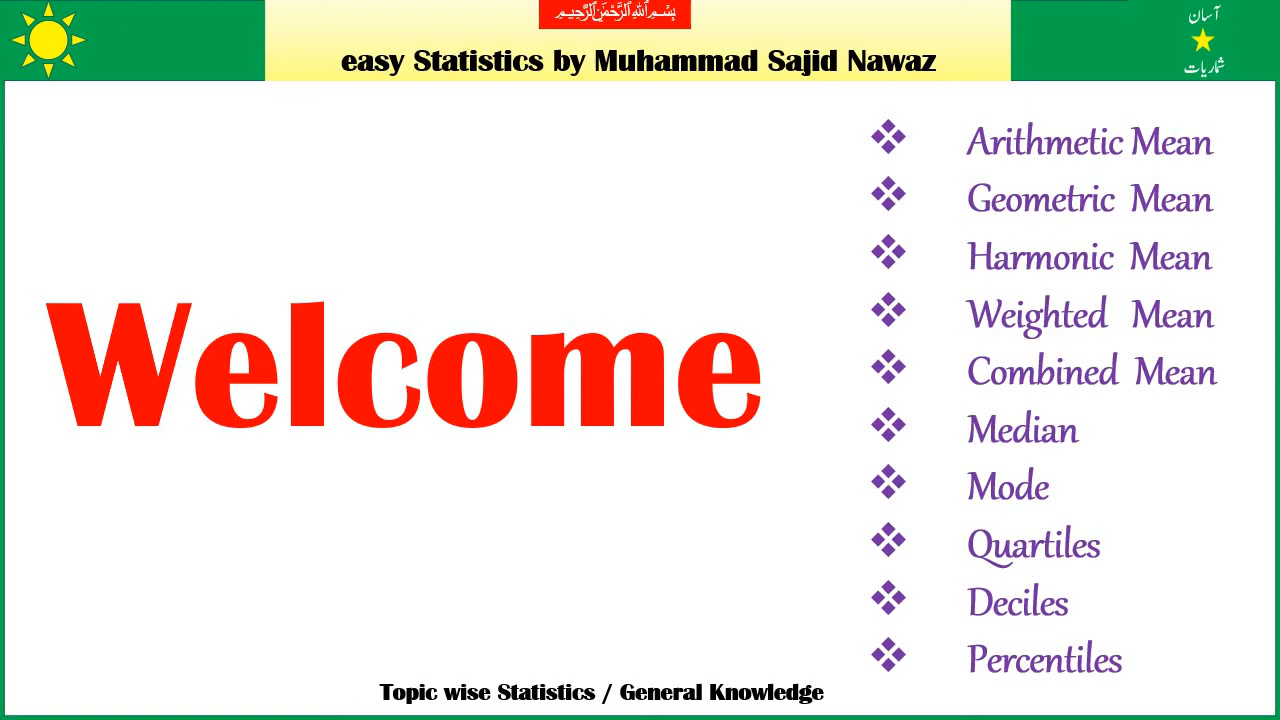 بِسْمِ اللهِ الرَّحْمٰنِ الرَّحِيْمِ
easy Statistics by Muhammad Sajid Nawaz
آسان
شماریات
Welcome
Arithmetic Mean
Geometric Mean
Harmonic Mean
Weighted Mean
Combined Mean
Median
Mode
Quartiles
Deciles
Percentiles
Topic wise Statistics / General Knowledge